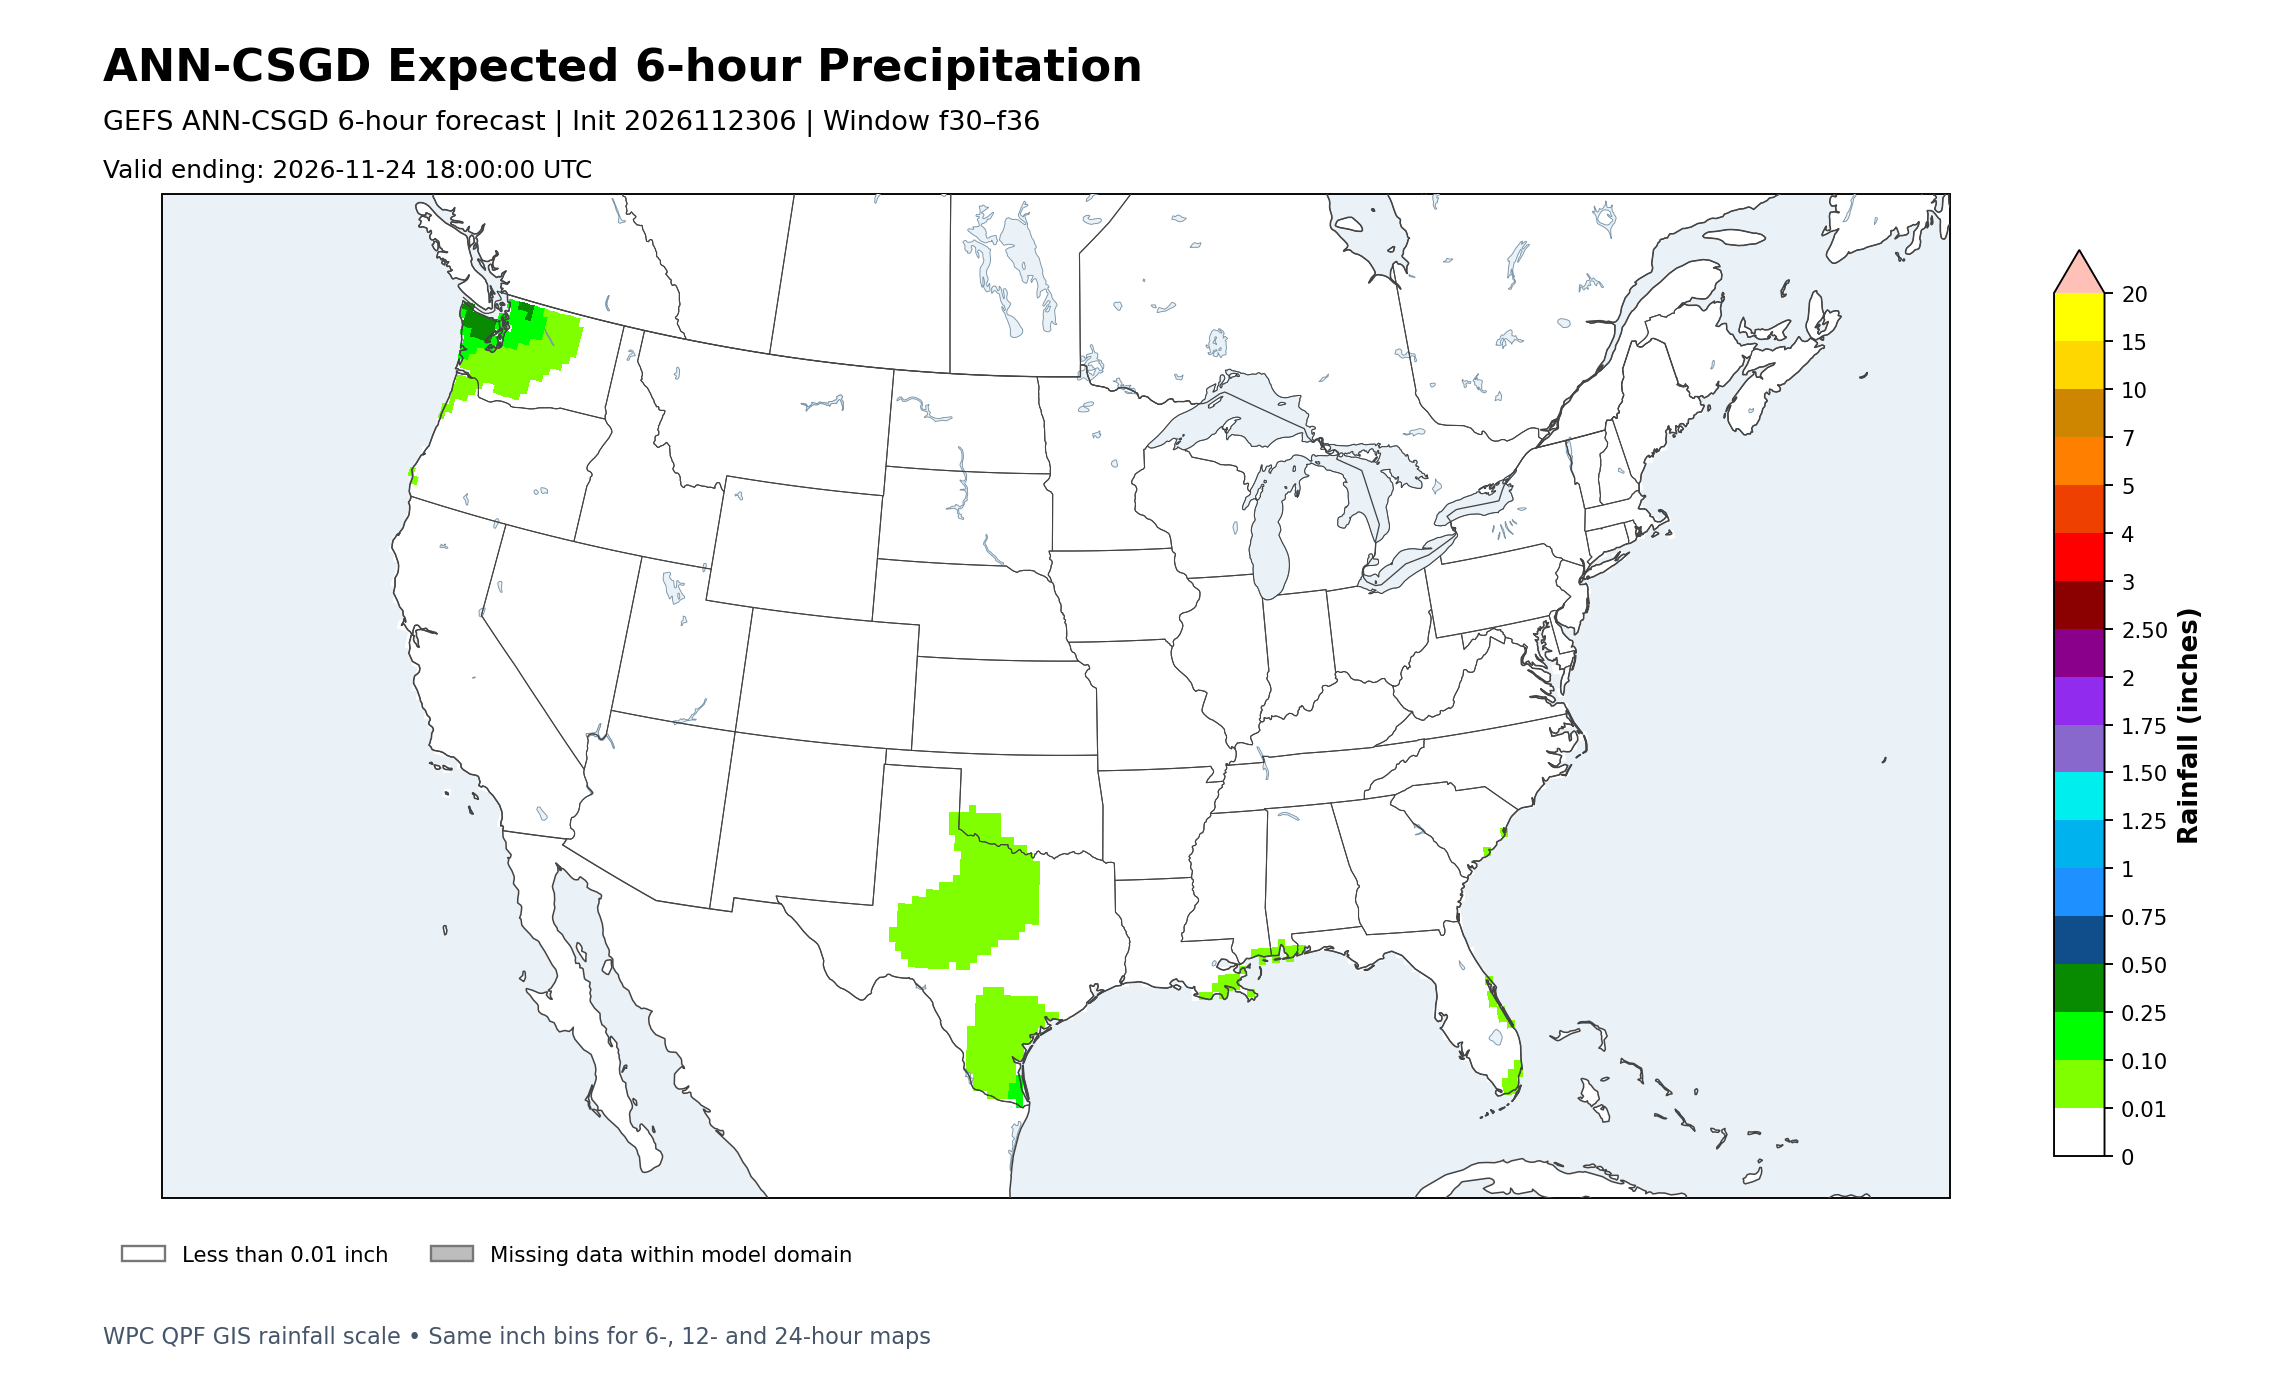 ANN-CSGD Expected 6-hour Precipitation
GEFS ANN-CSGD 6-hour forecast | Init 2026112306 | Window f30–f36
Valid ending: 2026-11-24 18:00:00 UTC
20
15
10
7
5
4
3
2.50
2
1.75
1.50
1.25
1
0.75
0.50
0.25
0.10
0.01
0
Rainfall (inches)
Less than 0.01 inch
Missing data within model domain
WPC QPF GIS rainfall scale • Same inch bins for 6-, 12- and 24-hour maps